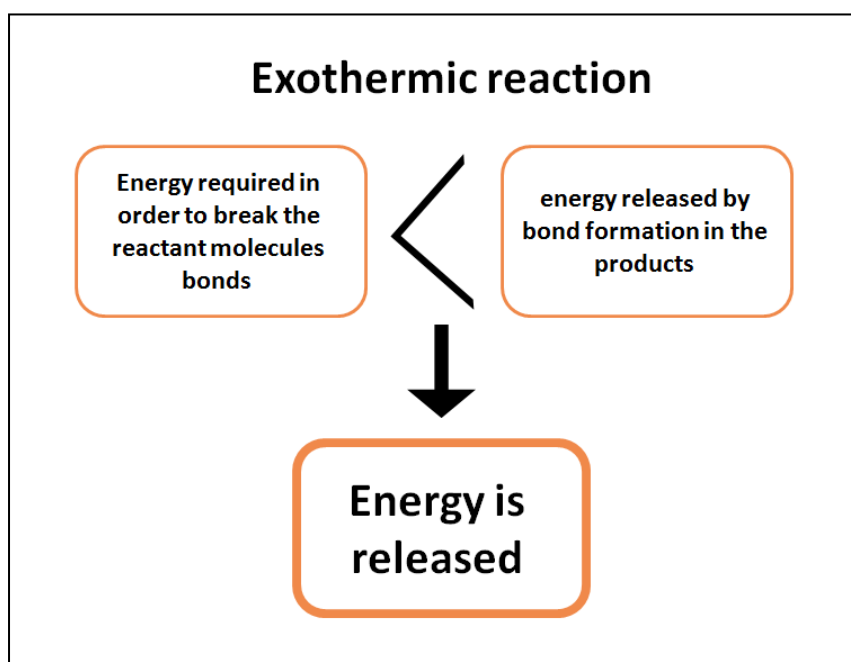 Exothermic reaction
Energy required in
order to break the
reactant molecules
bonds
energy released by
bond formation in the
products
Energy is
released